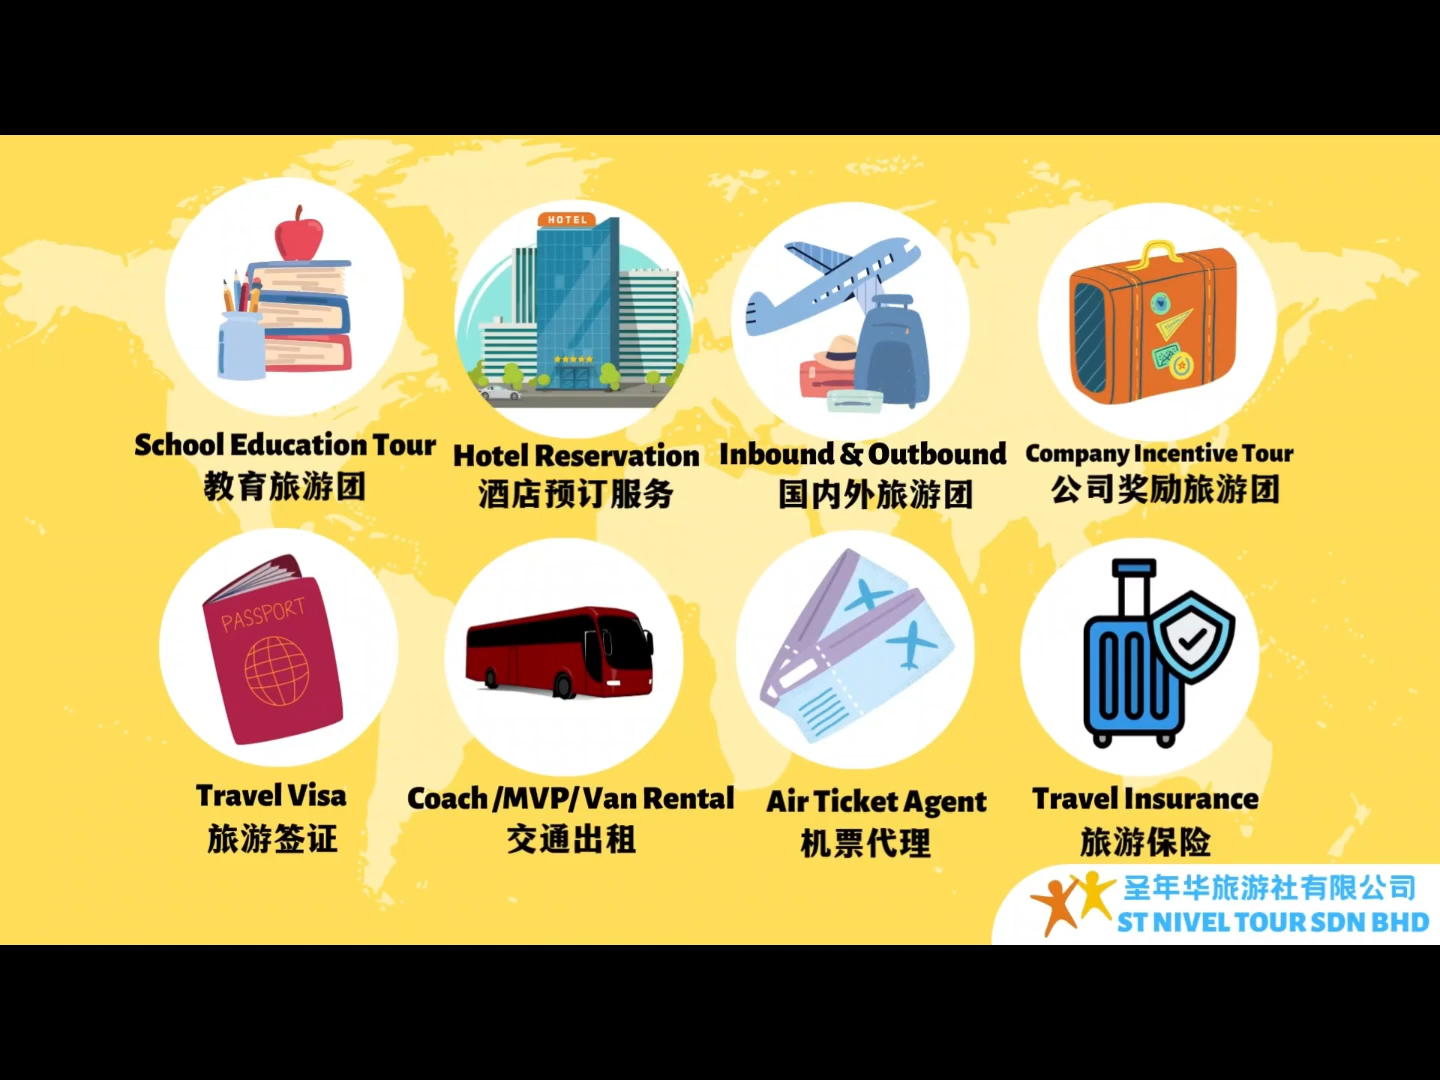 HOTEL
School Education Tour
教育旅游团
Hotel Reservation
酒店预订服务
Inbound & Outbound
国内外旅游团
Company Incentive Tour
公司奖励旅游团
PASSPORT
Travel Visa
旅游签证
Coach /MVP/ Van Rental
交通出租
Air Ticket Agent
机票代理
Travel Insurance
旅游保险
圣年华旅游社有限公司
ST NIVEL TOUR SDN BHD